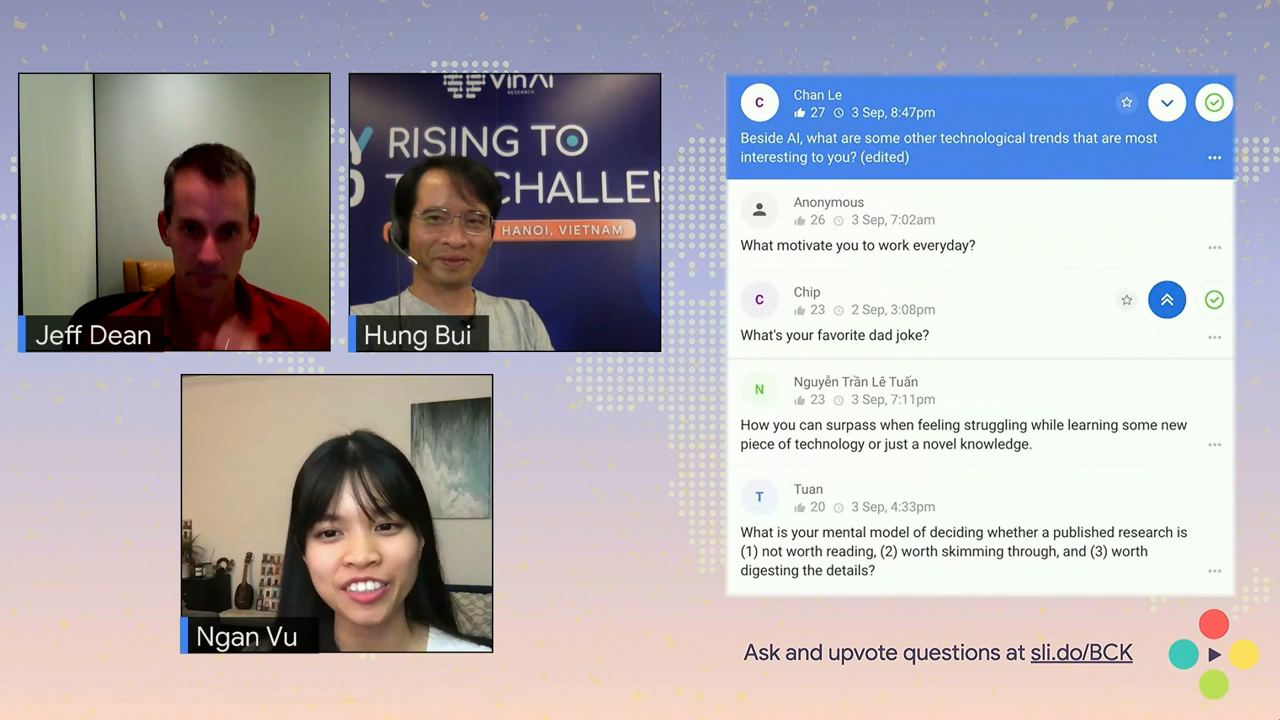 VinAI
RESEARCH
RISING TO
CHALLEN
HANOI, VIETNAM
Jeff Dean
Hung Bui
Ngan Vu
C
Chan Le
27 3 Sep, 8:47pm
Beside AI, what are some other technological trends that are most
interesting to you? (edited)
Anonymous
26 3 Sep, 7:02am
What motivate you to work everyday?
C
Chip
23 2 Sep, 3:08pm
What's your favorite dad joke?
N
Nguyễn Trần Lê Tuấn
23 3 Sep, 7:11pm
How you can surpass when feeling struggling while learning some new
piece of technology or just a novel knowledge.
T
Tuan
20 3 Sep, 4:33pm
What is your mental model of deciding whether a published research is
(1) not worth reading, (2) worth skimming through, and (3) worth
digesting the details?
Ask and upvote questions at sli.do/BCK